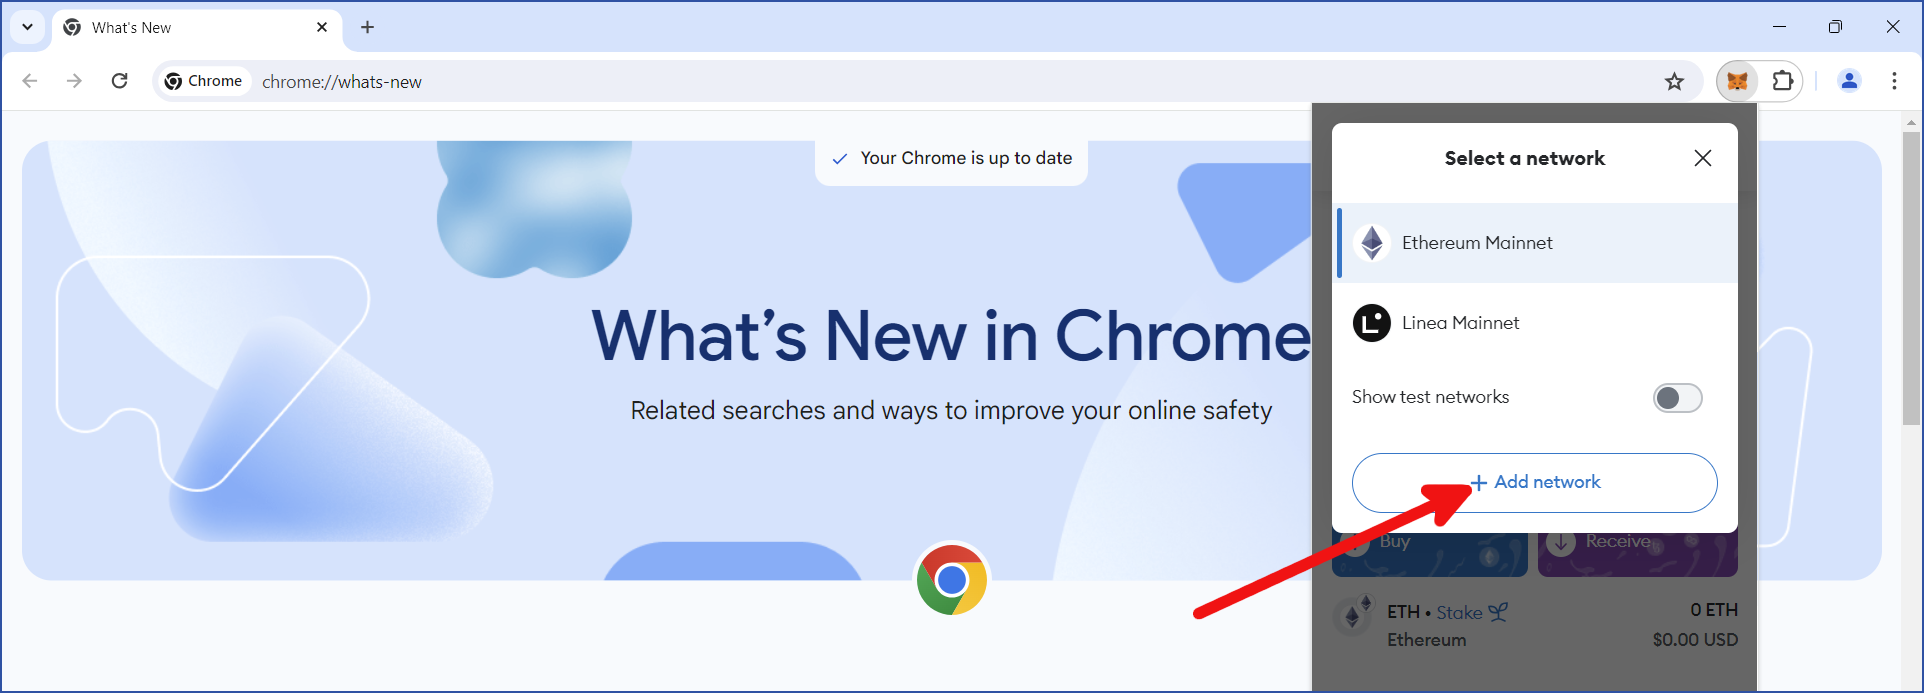 What's New
Chrome
chrome://whats-new
Your Chrome is up to date
What’s New in Chrome
Related searches and ways to improve your online safety
Select a network
Ethereum Mainnet
Linea Mainnet
Show test networks
+ Add network
Buy
Receive
ETH • Stake
0 ETH
Ethereum
$0.00 USD